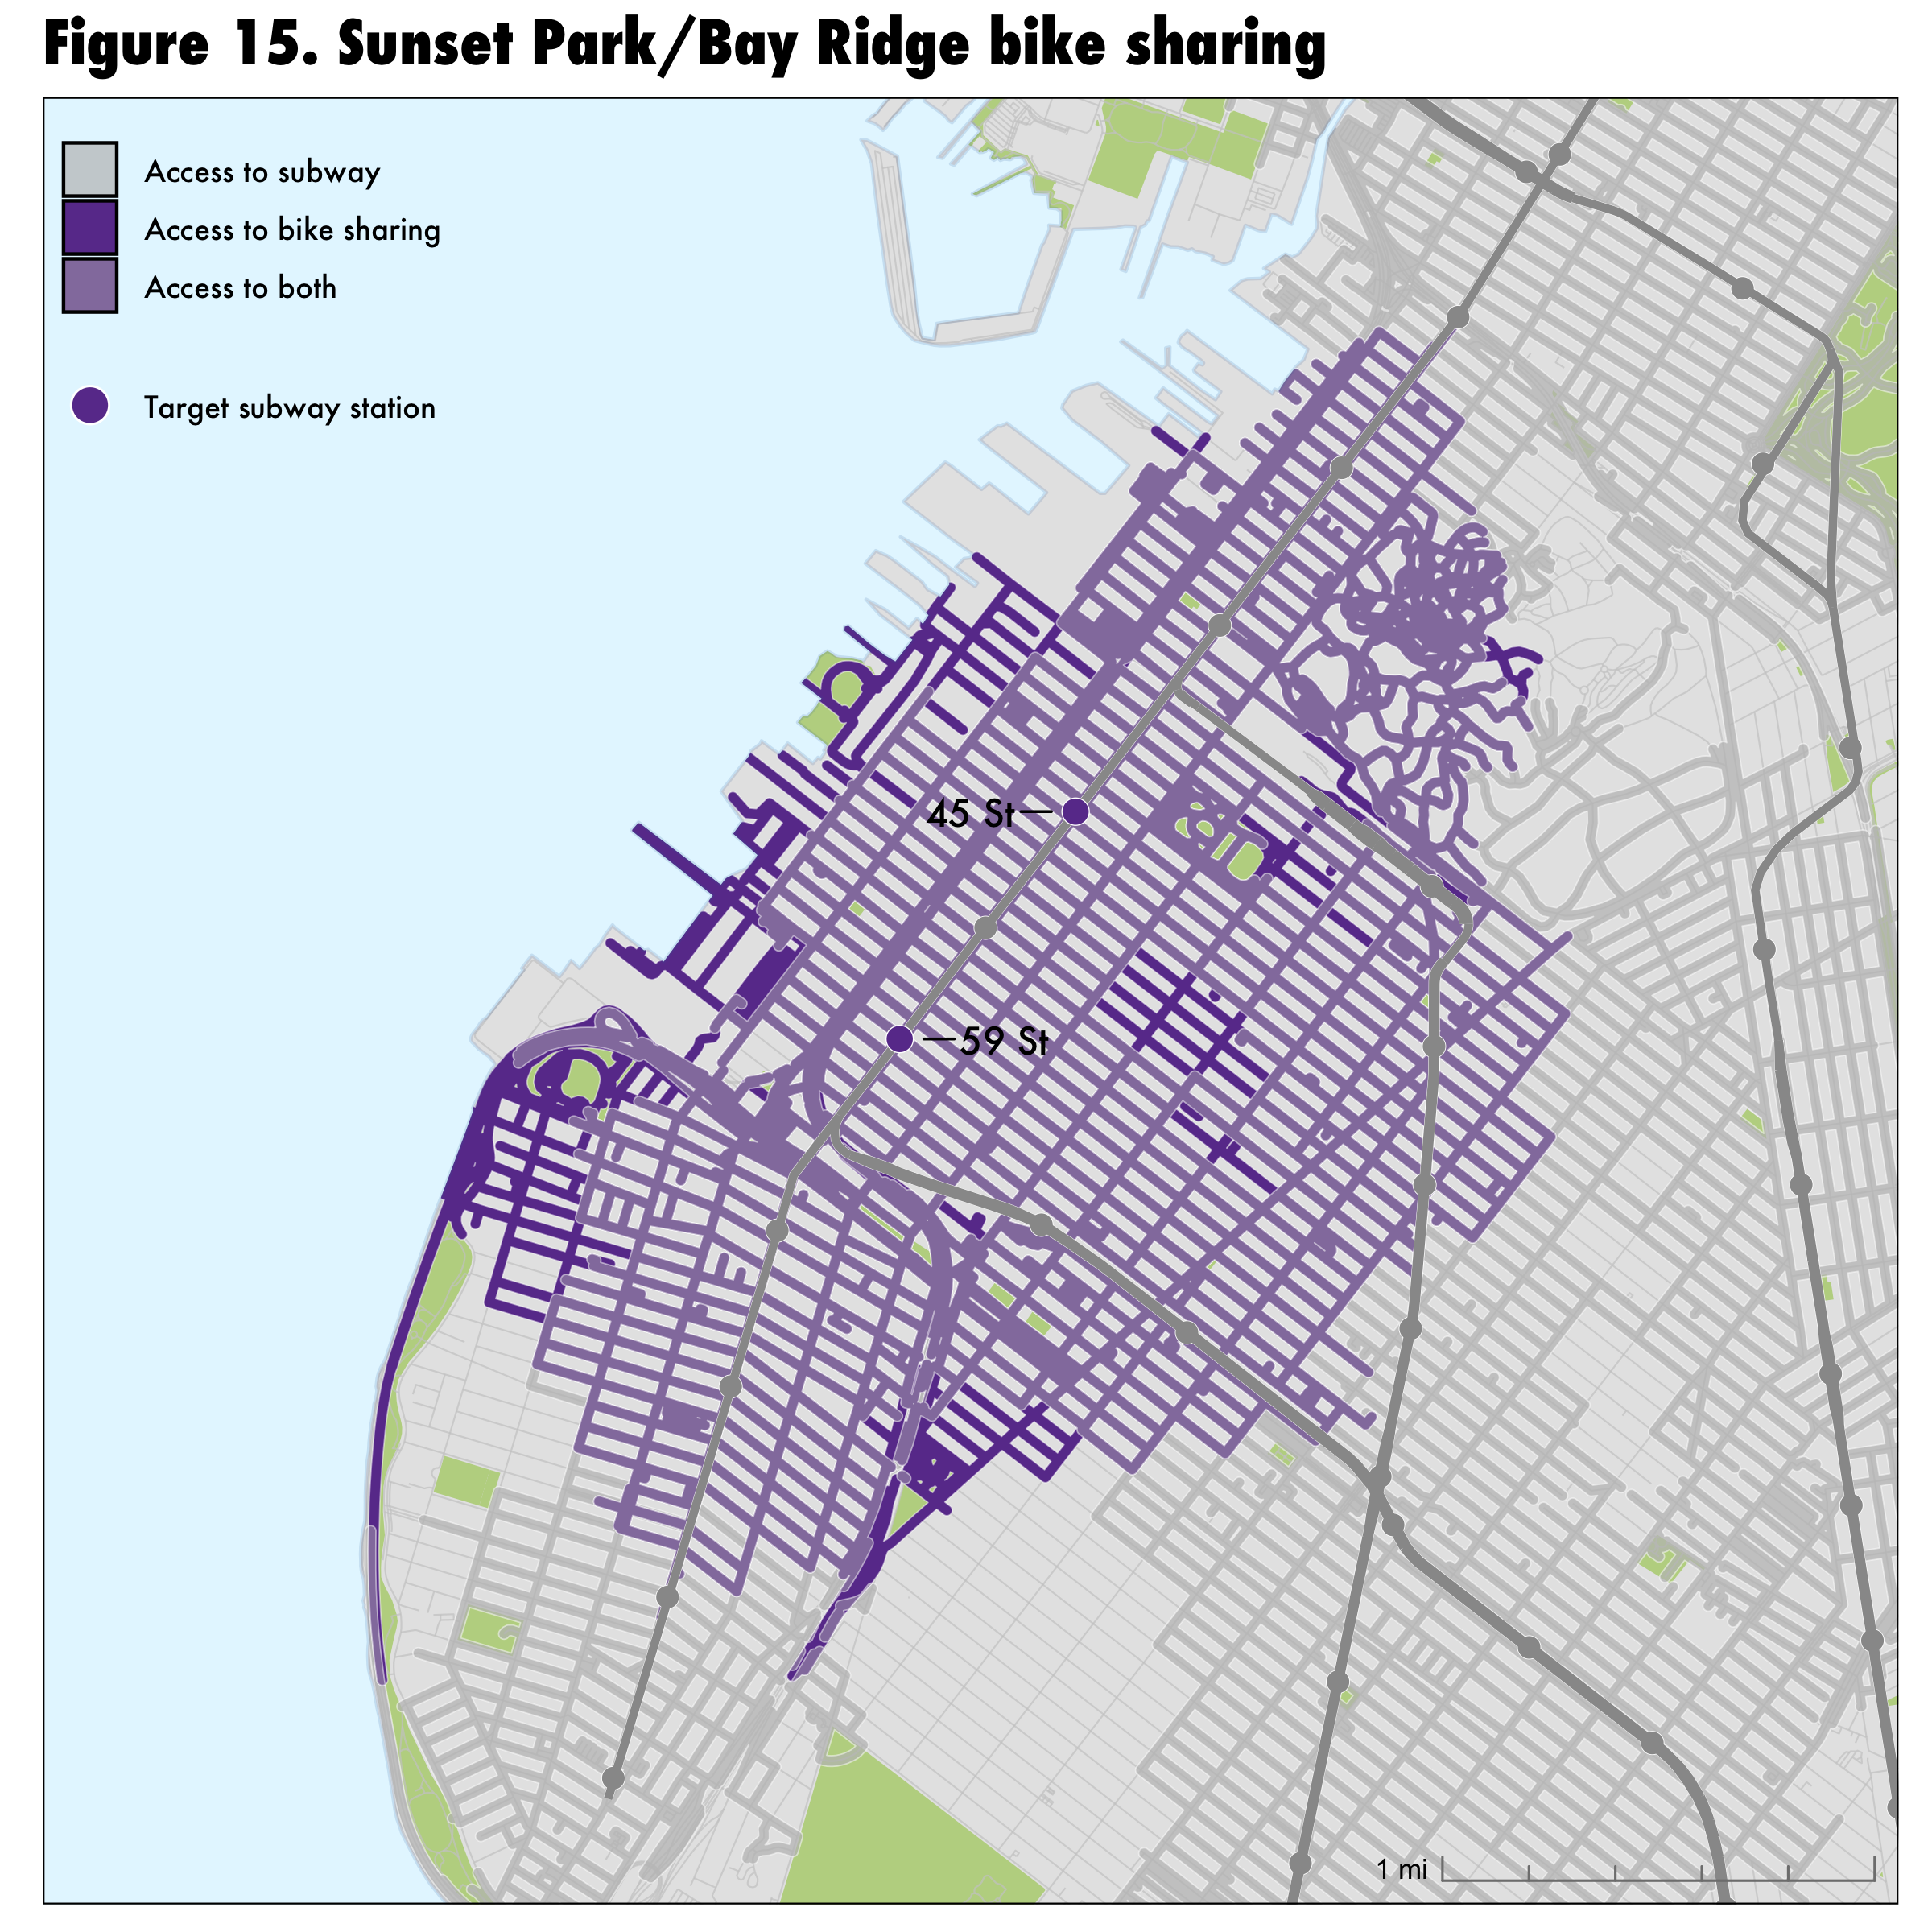 Figure 15. Sunset Park/Bay Ridge bike sharing
Access to subway
Access to bike sharing
Access to both
Target subway station
45 St
59 St
1 mi